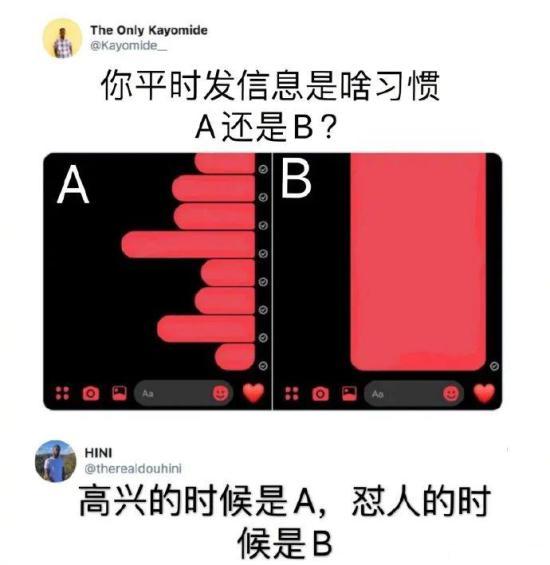 The Only Kayomide
@Kayomide__
你平时发信息是啥习惯
A还是B？
A
B
Aa
Aa
HINI
@therealdouhini
高兴的时候是A，怼人的时
候是B